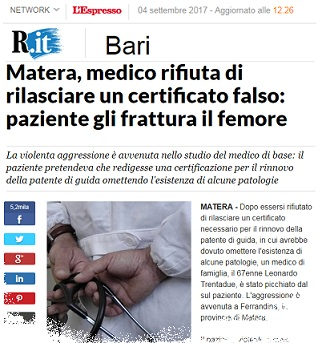 NETWORK L'Espresso 04 settembre 2017 - Aggiornato alle 12.26
R.it Bari
Matera, medico rifiuta di
rilasciare un certificato falso:
paziente gli frattura il femore
La violenta aggressione è avvenuta nello studio del medico di base: il
paziente pretendeva che redigesse una certificazione per il rinnovo
della patente di guida omettendo l'esistenza di alcune patologie
5,2mila
MATERA - Dopo essersi rifiutato
di rilasciare un certificato
necessario per il rinnovo della
patente di guida, in cui avrebbe
dovuto omettere l'esistenza di
alcune patologie, un medico di
famiglia, il 67enne Leonardo
Trentadue, è stato picchiato dal
sul paziente. L'aggressione è
avvenuta a Ferrandina, in
provincia di Matera.